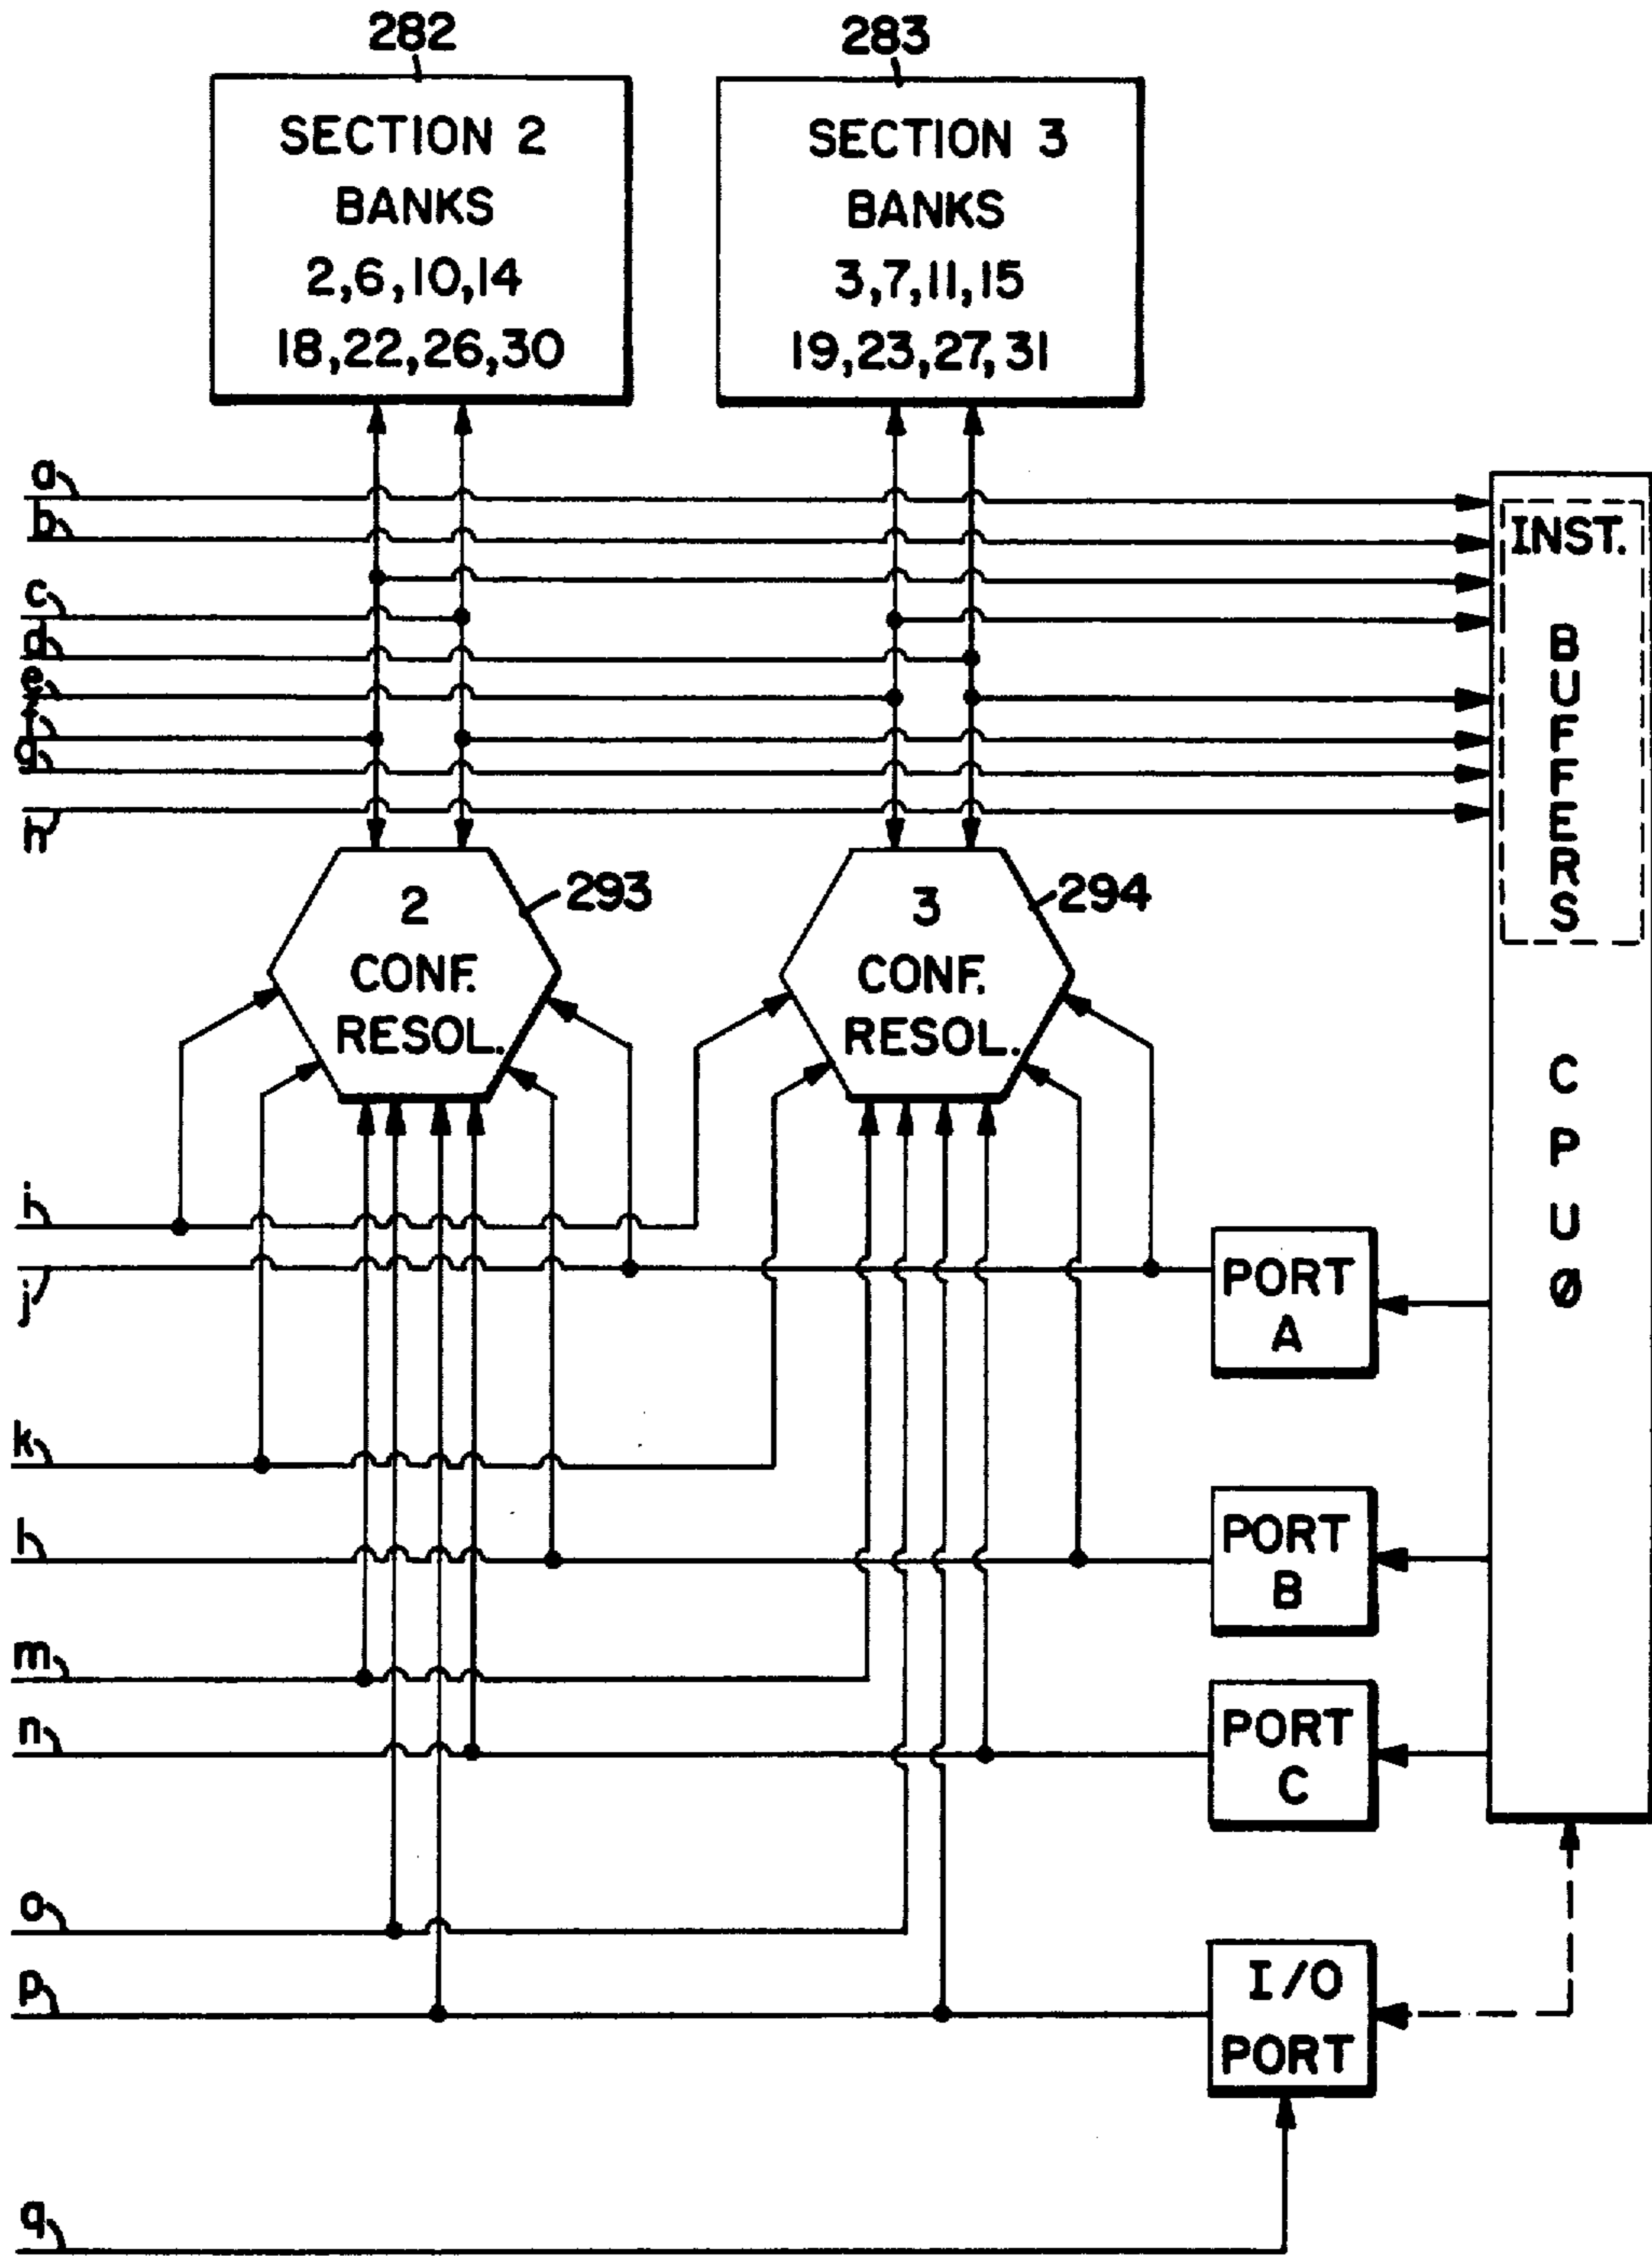 282
283
SECTION 2
BANKS
2,6,10,14
18,22,26,30
SECTION 3
BANKS
3,7,11,15
19,23,27,31
a
b
c
d
e
f
g
h
INST.
BUFFERS
2
CONF.
RESOL.
293
3
CONF.
RESOL.
294
CPU Ø
i
j
k
l
m
n
o
p
q
PORT
A
PORT
B
PORT
C
I/O
PORT